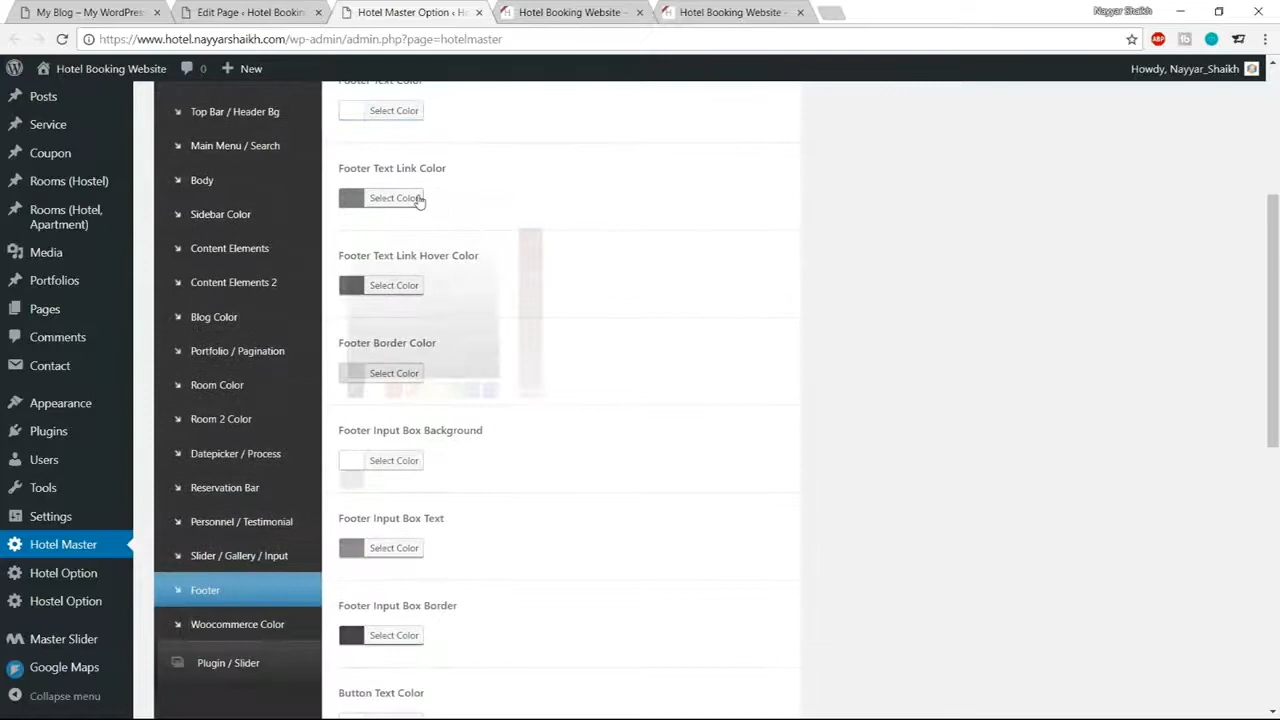 My Blog – My WordPress
Edit Page ‹ Hotel Bookin
Hotel Master Option ‹ H
Hotel Booking Website –
Hotel Booking Website –
Nayyar Shaikh
https://www.hotel.nayyarshaikh.com/wp-admin/admin.php?page=hotelmaster
ABP
Hotel Booking Website
0
New
Howdy, Nayyar_Shaikh
Posts
Service
Coupon
Rooms (Hostel)
Rooms (Hotel,
Apartment)
Media
Portfolios
Pages
Comments
Contact
Appearance
Plugins
Users
Tools
Settings
Hotel Master
Hotel Option
Hostel Option
Master Slider
Google Maps
Collapse menu
Top Bar / Header Bg
Main Menu / Search
Body
Sidebar Color
Content Elements
Content Elements 2
Blog Color
Portfolio / Pagination
Room Color
Room 2 Color
Datepicker / Process
Reservation Bar
Personnel / Testimonial
Slider / Gallery / Input
Footer
Woocommerce Color
Plugin / Slider
Footer Text Color
Select Color
Footer Text Link Color
Select Color
Footer Text Link Hover Color
Select Color
Footer Border Color
Select Color
Footer Input Box Background
Select Color
Footer Input Box Text
Select Color
Footer Input Box Border
Select Color
Button Text Color